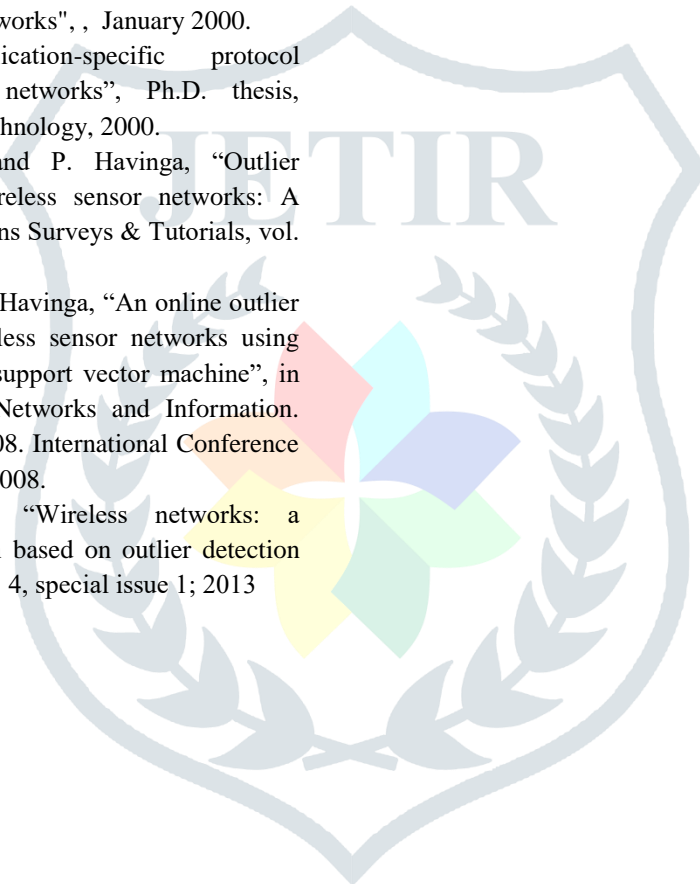 works", , January 2000.
ication-specific protocol
networks”, Ph.D. thesis,
hnology, 2000.
and P. Havinga, “Outlier
reless sensor networks: A
ns Surveys & Tutorials, vol.
Havinga, “An online outlier
less sensor networks using
support vector machine”, in
Networks and Information.
08. International Conference
008.
“Wireless networks: a
based on outlier detection
4, special issue 1; 2013
JETIR